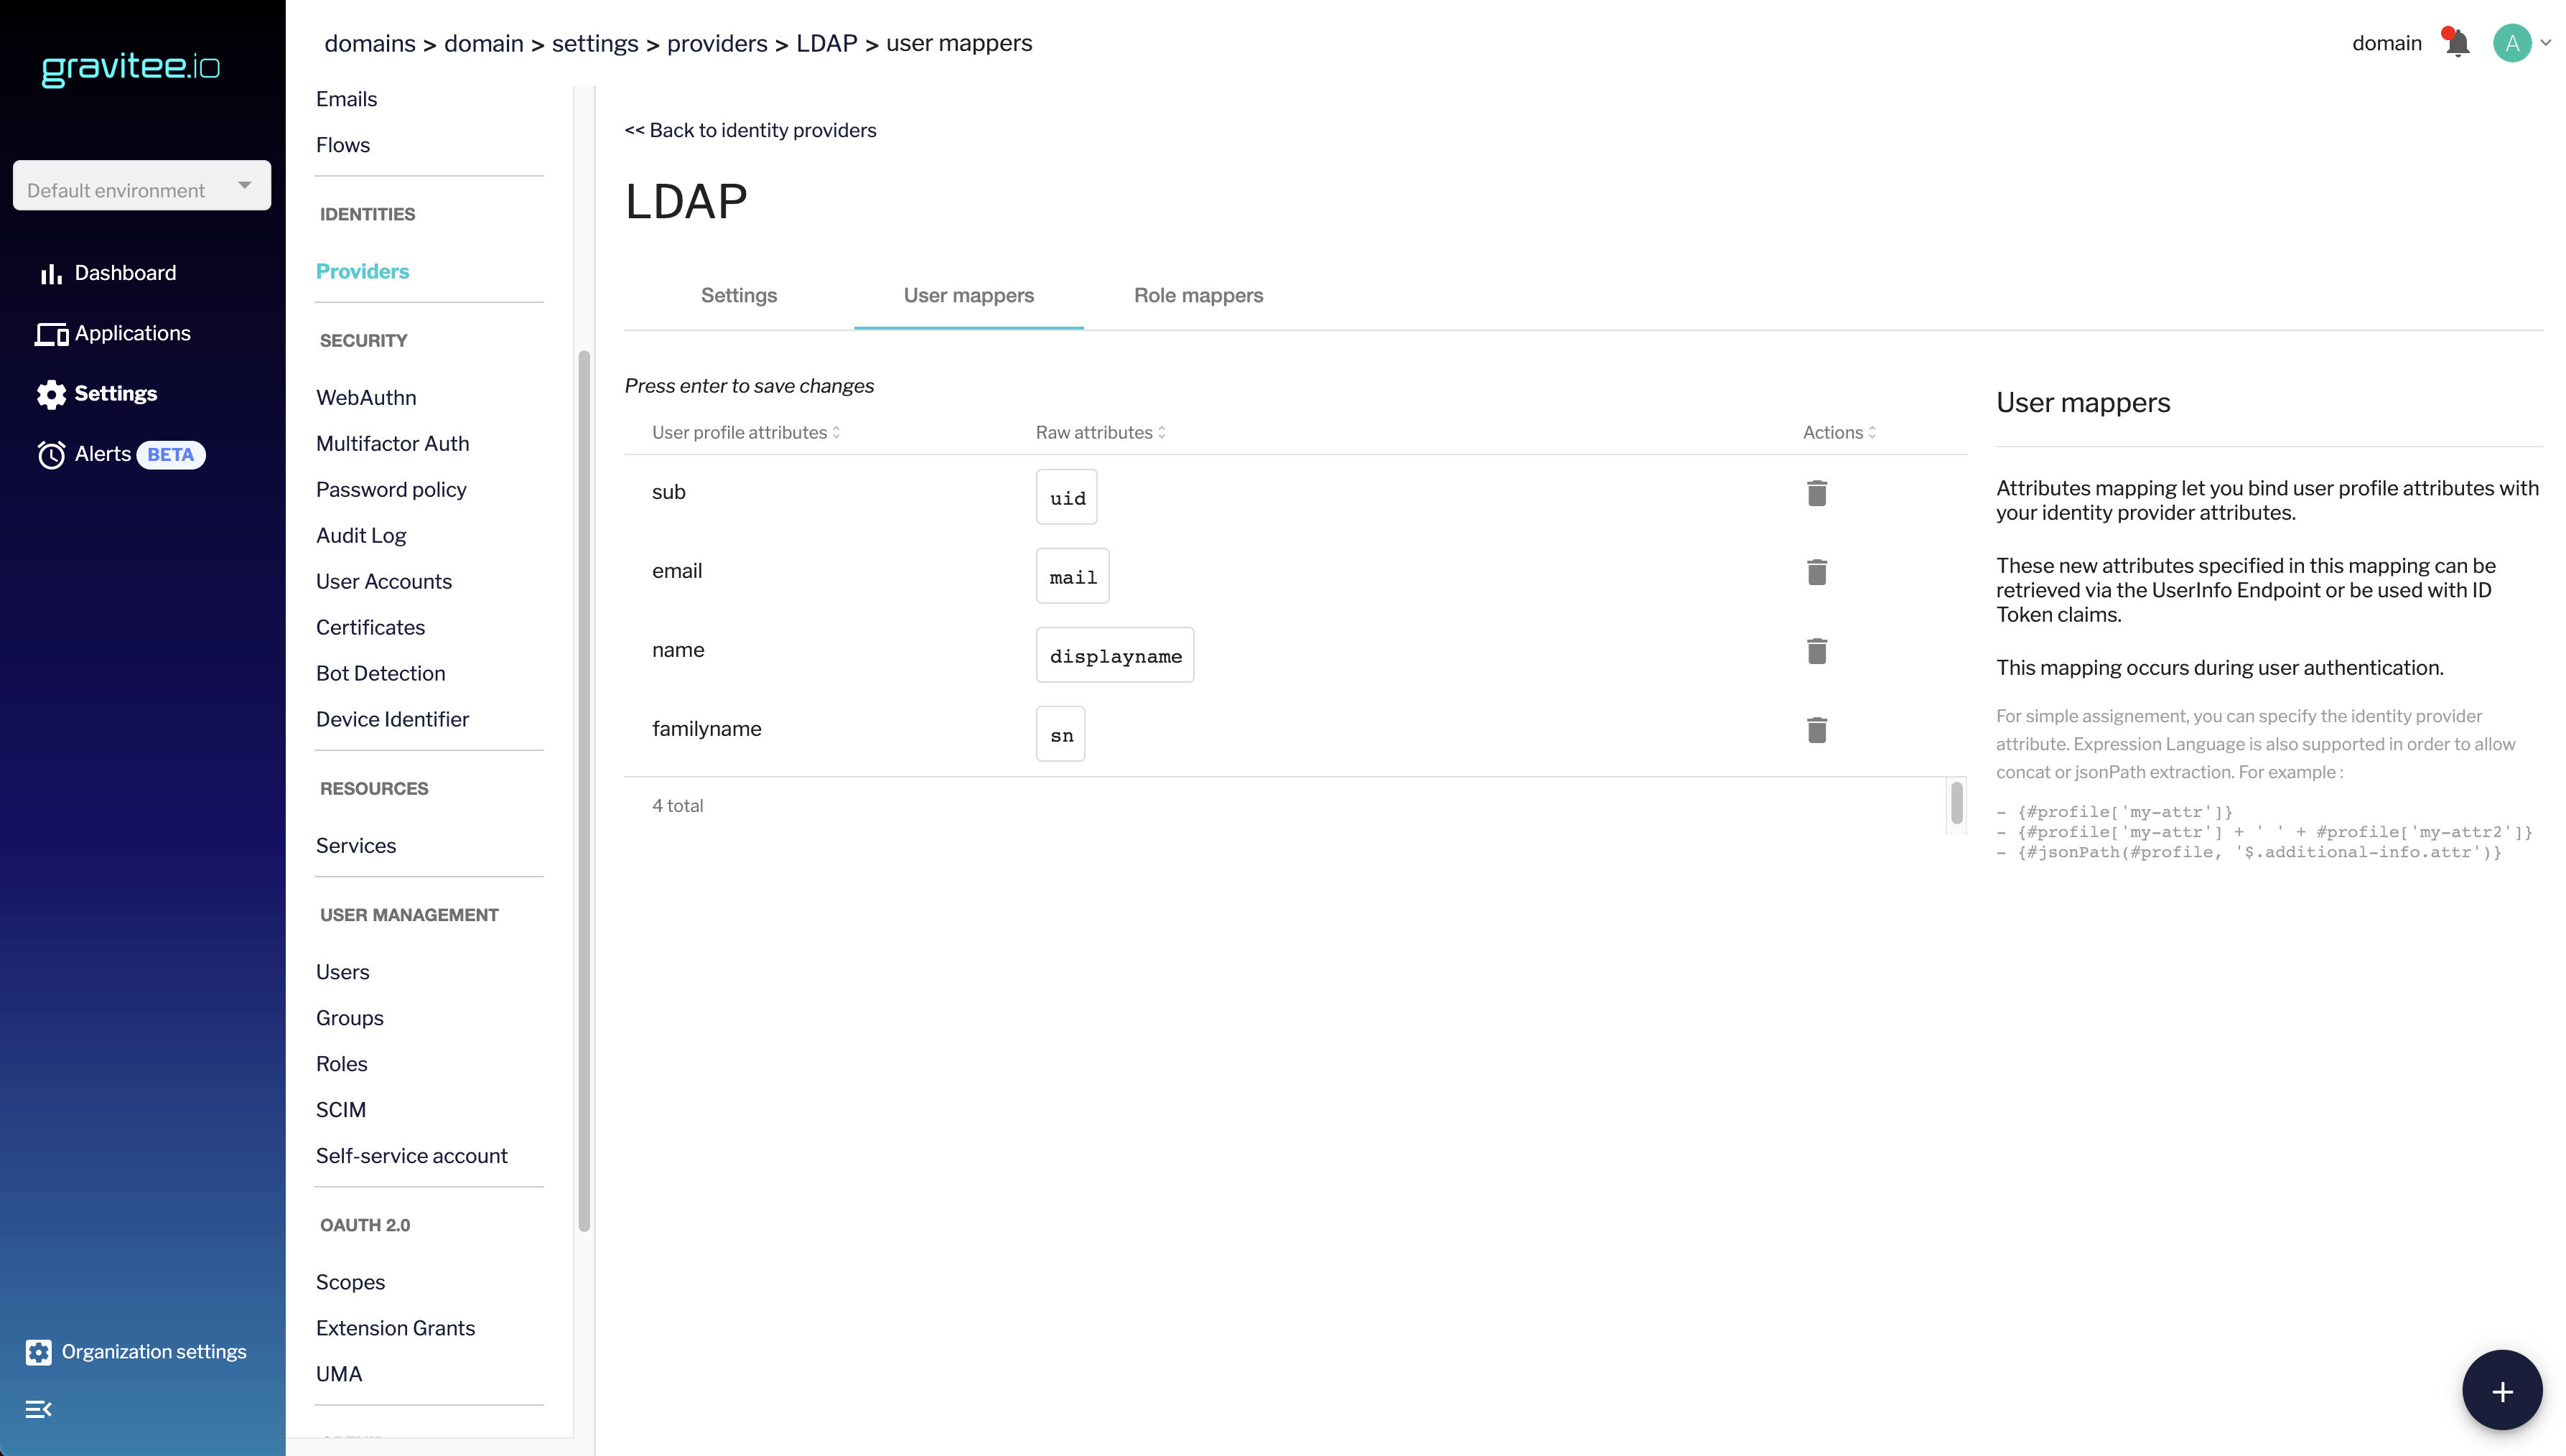 gravitee.io
domains > domain > settings > providers > LDAP > user mappers
domain
A
Default environment
Dashboard
Applications
Settings
Alerts BETA
Organization settings
Emails
Flows
IDENTITIES
Providers
SECURITY
WebAuthn
Multifactor Auth
Password policy
Audit Log
User Accounts
Certificates
Bot Detection
Device Identifier
RESOURCES
Services
USER MANAGEMENT
Users
Groups
Roles
SCIM
Self-service account
OAUTH 2.0
Scopes
Extension Grants
UMA
<< Back to identity providers
LDAP
Settings User mappers Role mappers
Press enter to save changes
User profile attributes Raw attributes Actions
sub uid
email mail
name displayname
familyname sn
4 total
User mappers
Attributes mapping let you bind user profile attributes with
your identity provider attributes.
These new attributes specified in this mapping can be
retrieved via the UserInfo Endpoint or be used with ID
Token claims.
This mapping occurs during user authentication.
For simple assignement, you can specify the identity provider
attribute. Expression Language is also supported in order to allow
concat or jsonPath extraction. For example :
- {#profile['my-attr']}
- {#profile['my-attr'] + ' ' + #profile['my-attr2']}
- {#jsonPath(#profile, '$.additional-info.attr')}
+